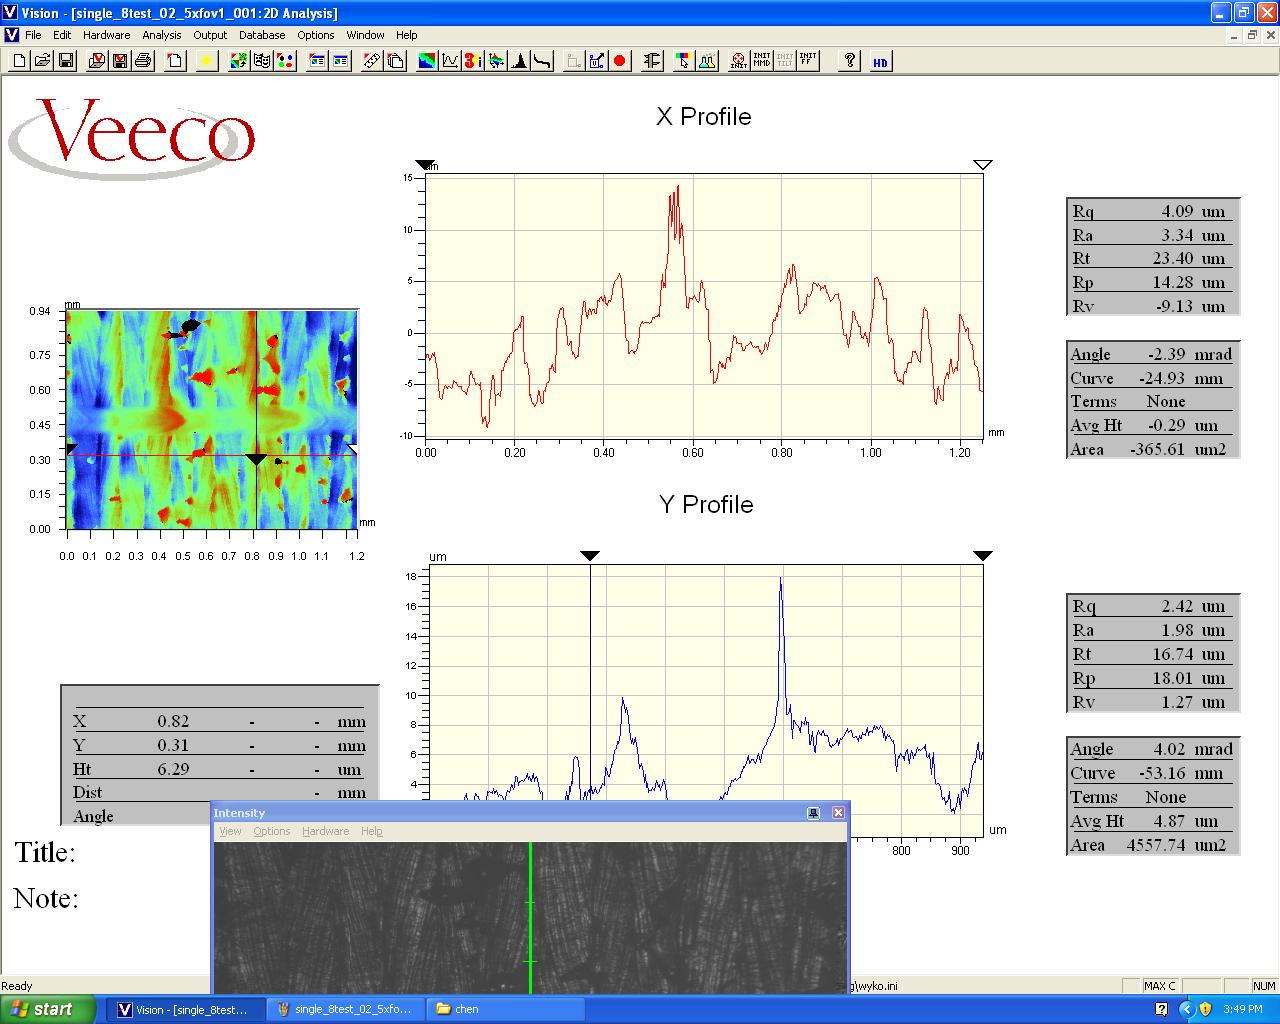 Vision - [single_8test_02_5xfov1_001:2D Analysis]
File Edit Hardware Analysis Output Database Options Window Help
INIT INIT MMD INIT TILT INIT FF ? HD
Veeco
X Profile
um
15
10
5
0
-5
-10
0.00 0.20 0.40 0.60 0.80 1.00 1.20
mm
Rq 4.09 um
Ra 3.34 um
Rt 23.40 um
Rp 14.28 um
Rv -9.13 um
Angle -2.39 mrad
Curve -24.93 mm
Terms None
Avg Ht -0.29 um
Area -365.61 um2
mm
0.94
0.75
0.60
0.45
0.30
0.15
0.00
mm
0.0 0.1 0.2 0.3 0.4 0.5 0.6 0.7 0.8 0.9 1.0 1.1 1.2
Y Profile
um
18
16
14
12
10
8
6
4
um
800 900
Rq 2.42 um
Ra 1.98 um
Rt 16.74 um
Rp 18.01 um
Rv 1.27 um
Angle 4.02 mrad
Curve -53.16 mm
Terms None
Avg Ht 4.87 um
Area 4557.74 um2
X 0.82 - - mm
Y 0.31 - - mm
Ht 6.29 - - um
Dist - mm
Angle
Title:
Note:
Intensity
View Options Hardware Help
Ready
\wyko.ini
MAX C NUM
start
Vision - [single_8test...
single_8test_02_5xfo...
chen
3:49 PM